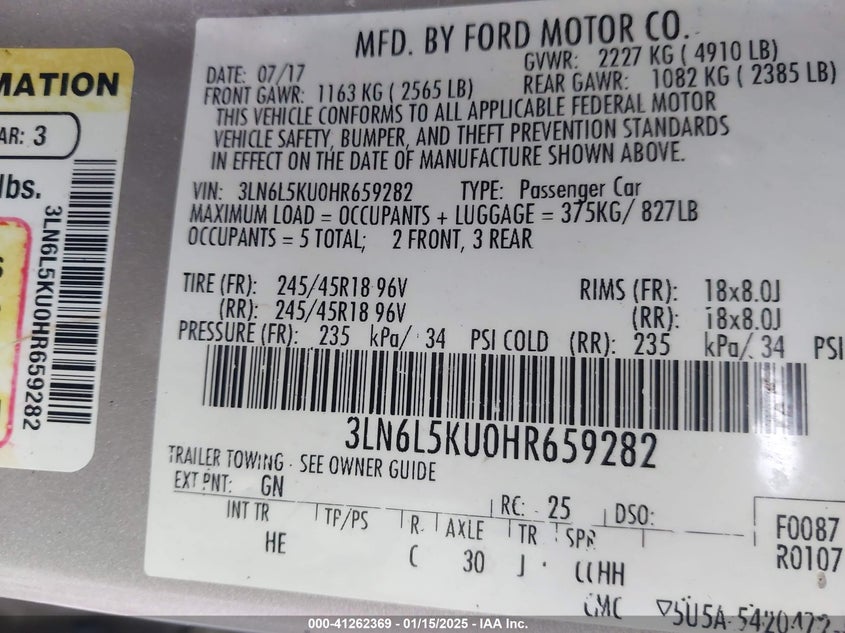 MATION
AR: 3
lbs.
3LN6L5KU0HR659282
MFD. BY FORD MOTOR CO.
DATE: 07/17 GVWR: 2227 KG ( 4910 LB)
FRONT GAWR: 1163 KG ( 2565 LB) REAR GAWR: 1082 KG ( 2385 LB)
THIS VEHICLE CONFORMS TO ALL APPLICABLE FEDERAL MOTOR
VEHICLE SAFETY, BUMPER, AND THEFT PREVENTION STANDARDS
IN EFFECT ON THE DATE OF MANUFACTURE SHOWN ABOVE.
VIN: 3LN6L5KU0HR659282 TYPE: Passenger Car
MAXIMUM LOAD = OCCUPANTS + LUGGAGE = 375KG/ 827LB
OCCUPANTS = 5 TOTAL; 2 FRONT, 3 REAR
TIRE (FR): 245/45R18 96V RIMS (FR): 18x8.0J
(RR): 245/45R18 96V (RR): 18x8.0J
PRESSURE (FR): 235 kPa/ 34 PSI COLD (RR): 235 kPa/ 34 PSI
3LN6L5KU0HR659282
TRAILER TOWING - SEE OWNER GUIDE
EXT PNT: GN RC: 25 DSO:
INT TR TP/PS R AXLE TR SPR F0087
HE C 30 J CCHH R0107
CMC ▽5U5A-5420472-
000-41262369 - 01/15/2025 - IAA Inc.